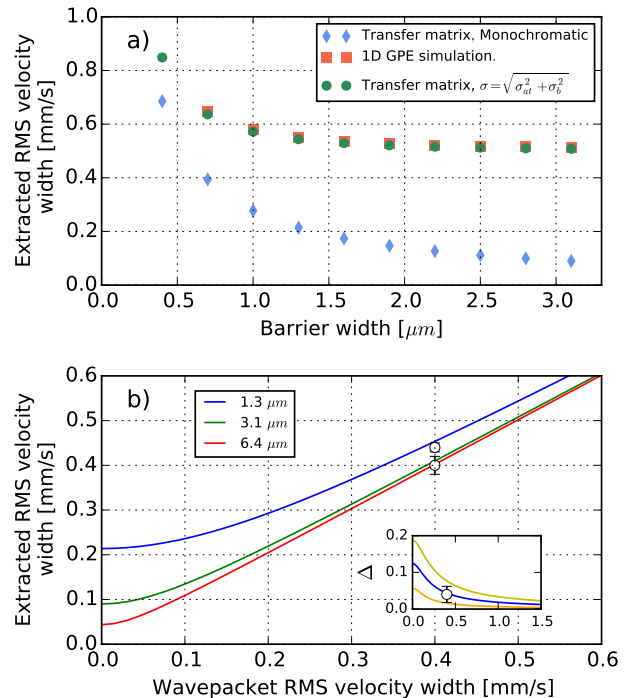 a)
Transfer matrix, Monochromatic
1D GPE simulation.
Transfer matrix, σ=√σ²ₐₜ+σ²_b
Extracted RMS velocity
width [mm/s]
1.0
0.8
0.6
0.4
0.2
0.0
0.0 0.5 1.0 1.5 2.0 2.5 3.0
Barrier width [μm]
b)
1.3 μm
3.1 μm
6.4 μm
Extracted RMS velocity
width [mm/s]
0.6
0.5
0.4
0.3
0.2
0.1
0.0
Δ
0.2
0.1
0.0
0.0 0.5 1.0 1.5
0.0 0.1 0.2 0.3 0.4 0.5 0.6
Wavepacket RMS velocity width [mm/s]